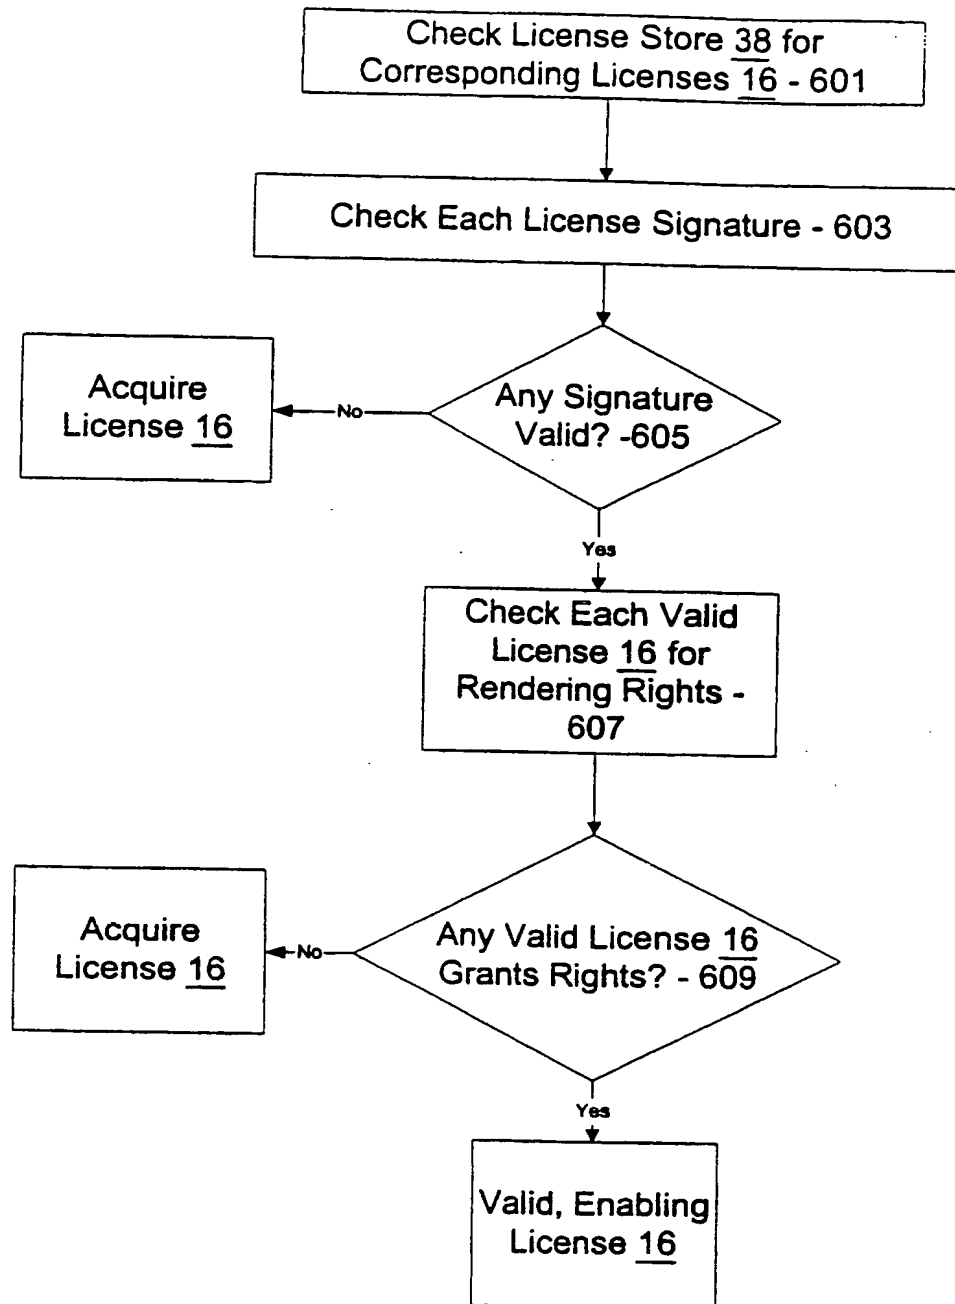 Check License Store 38 for
Corresponding Licenses 16 - 601
Check Each License Signature - 603
Acquire
License 16
No
Any Signature
Valid? -605
Yes
Check Each Valid
License 16 for
Rendering Rights -
607
Acquire
License 16
No
Any Valid License 16
Grants Rights? - 609
Yes
Valid, Enabling
License 16